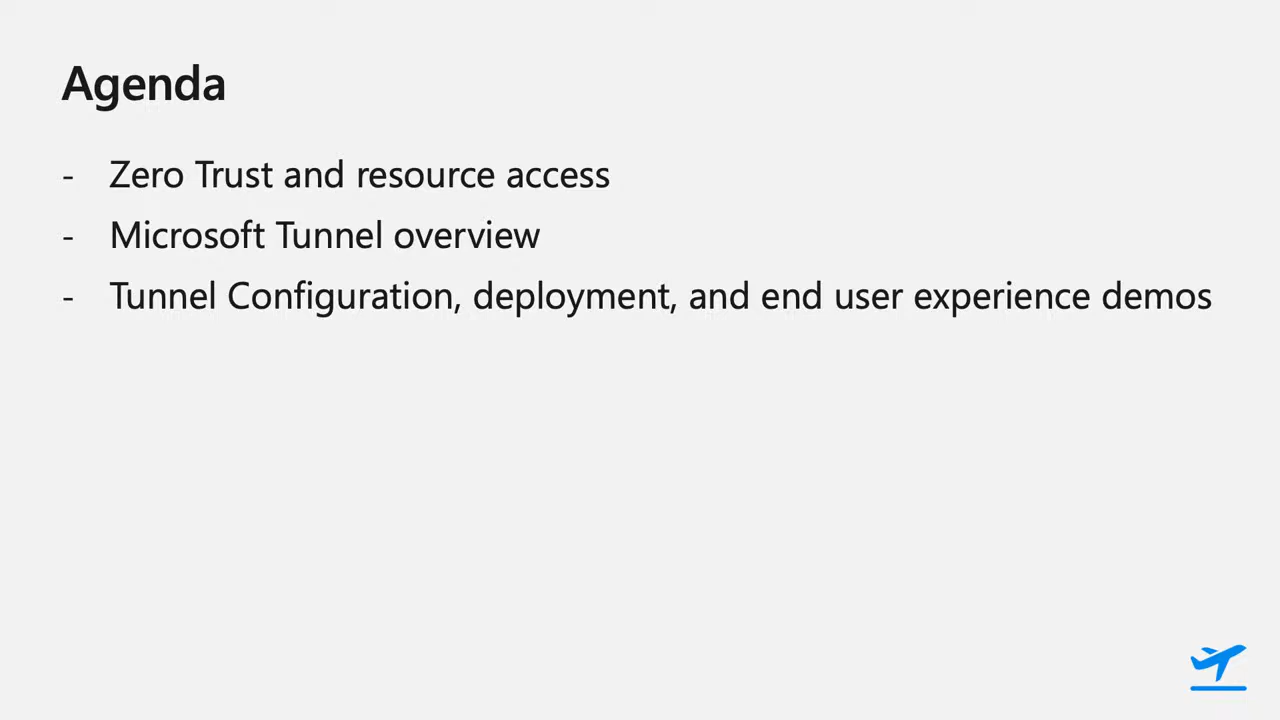 Agenda
- Zero Trust and resource access
- Microsoft Tunnel overview
- Tunnel Configuration, deployment, and end user experience demos